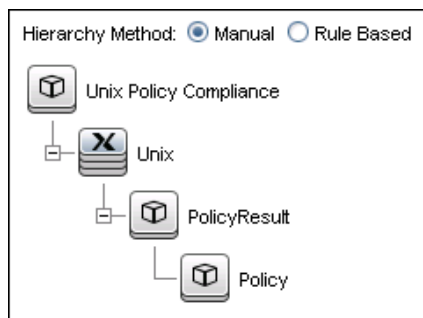 Hierarchy Method: Manual Rule Based
Unix Policy Compliance
Unix
PolicyResult
Policy